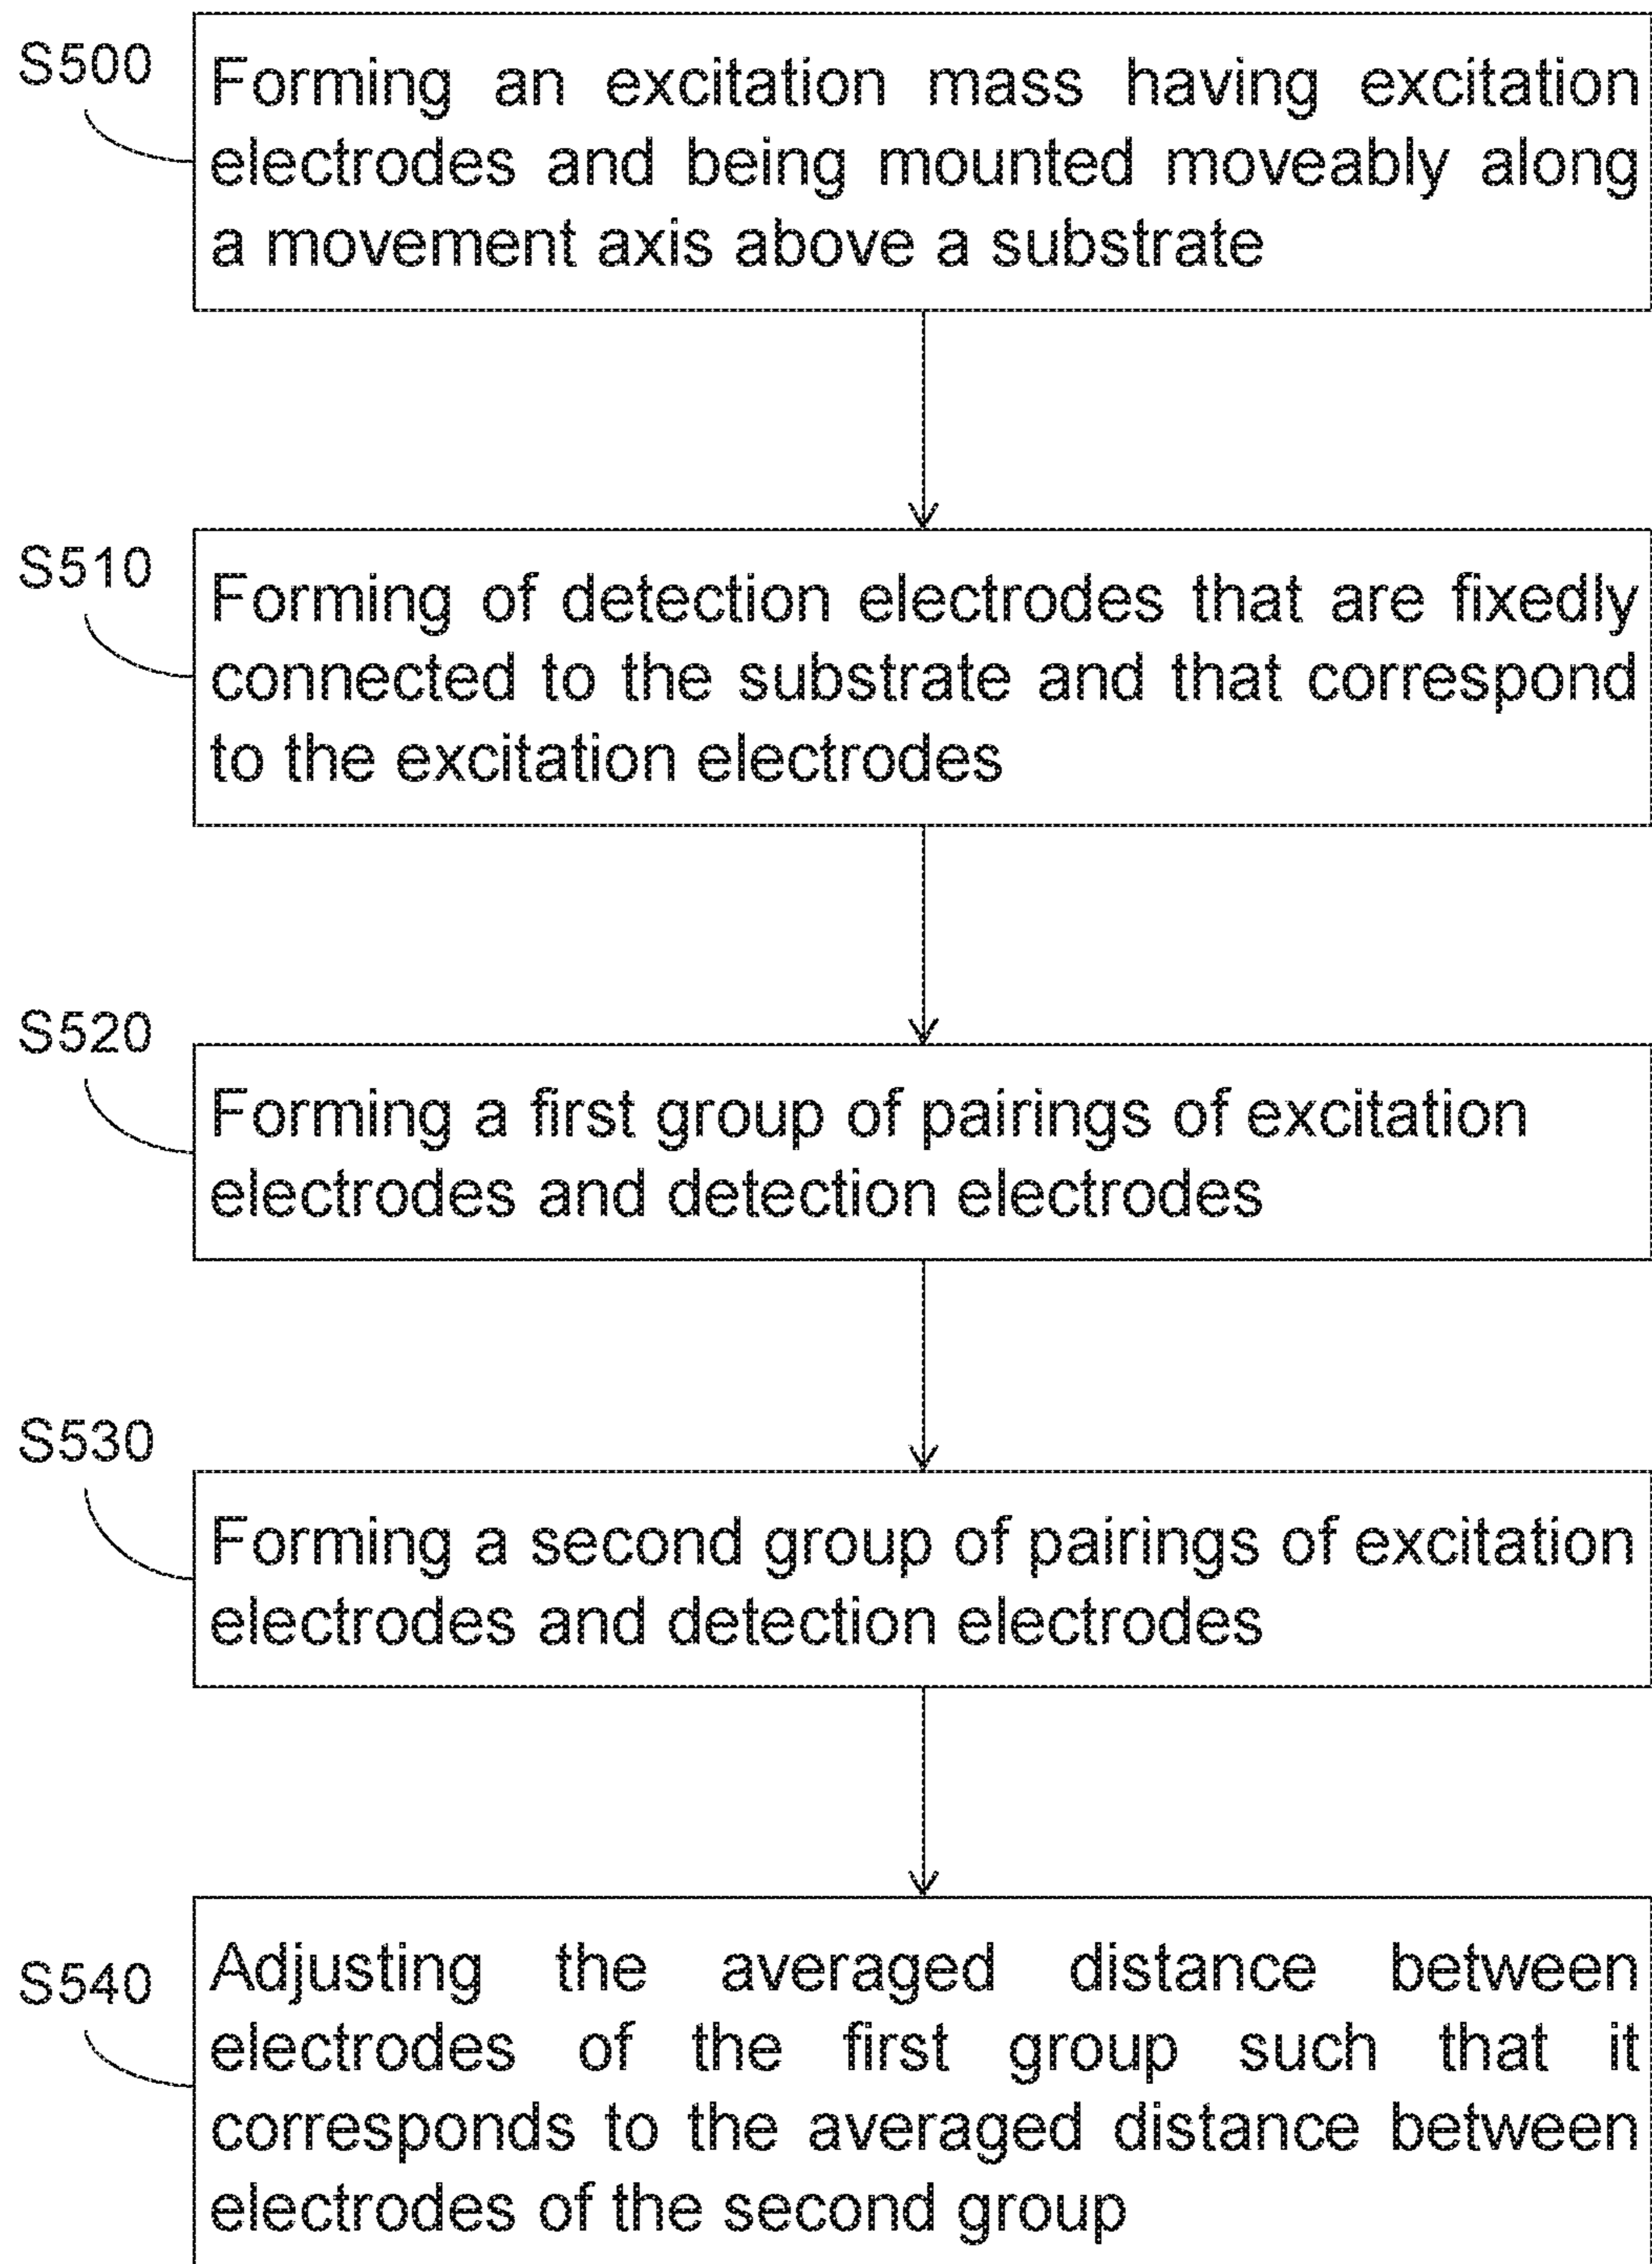 S500
Forming an excitation mass having excitation
electrodes and being mounted moveably along
a movement axis above a substrate
S510
Forming of detection electrodes that are fixedly
connected to the substrate and that correspond
to the excitation electrodes
S520
Forming a first group of pairings of excitation
electrodes and detection electrodes
S530
Forming a second group of pairings of excitation
electrodes and detection electrodes
S540
Adjusting the averaged distance between
electrodes of the first group such that it
corresponds to the averaged distance between
electrodes of the second group